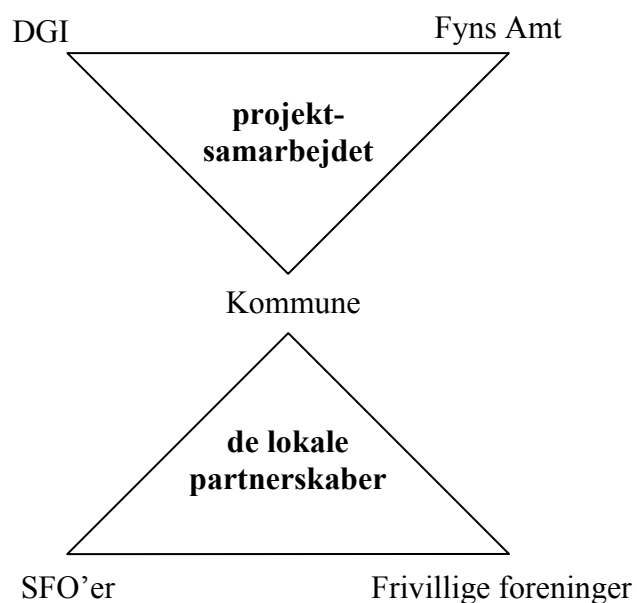 DGI
Fyns Amt
projekt-
samarbejdet
Kommune
de lokale
partnerskaber
SFO’er
Frivillige foreninger